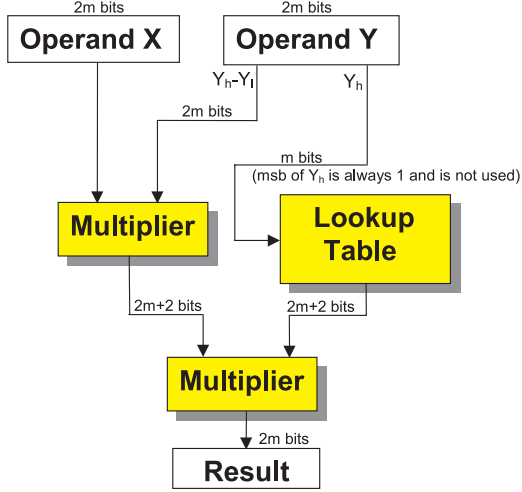 2m bits
2m bits
Operand X
Operand Y
Yh-Yl
Yh
2m bits
m bits
(msb of Yh is always 1 and is not used)
Multiplier
Lookup
Table
2m+2 bits
2m+2 bits
Multiplier
2m bits
Result